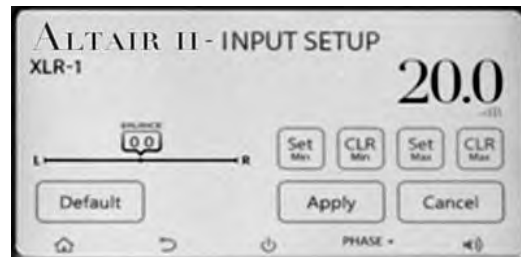 ALTAIR II - INPUT SETUP
XLR-1
20.0
-dB
BALANCE
0 0
L R
Set Min CLR Min Set Max CLR Max
Default Apply Cancel
PHASE